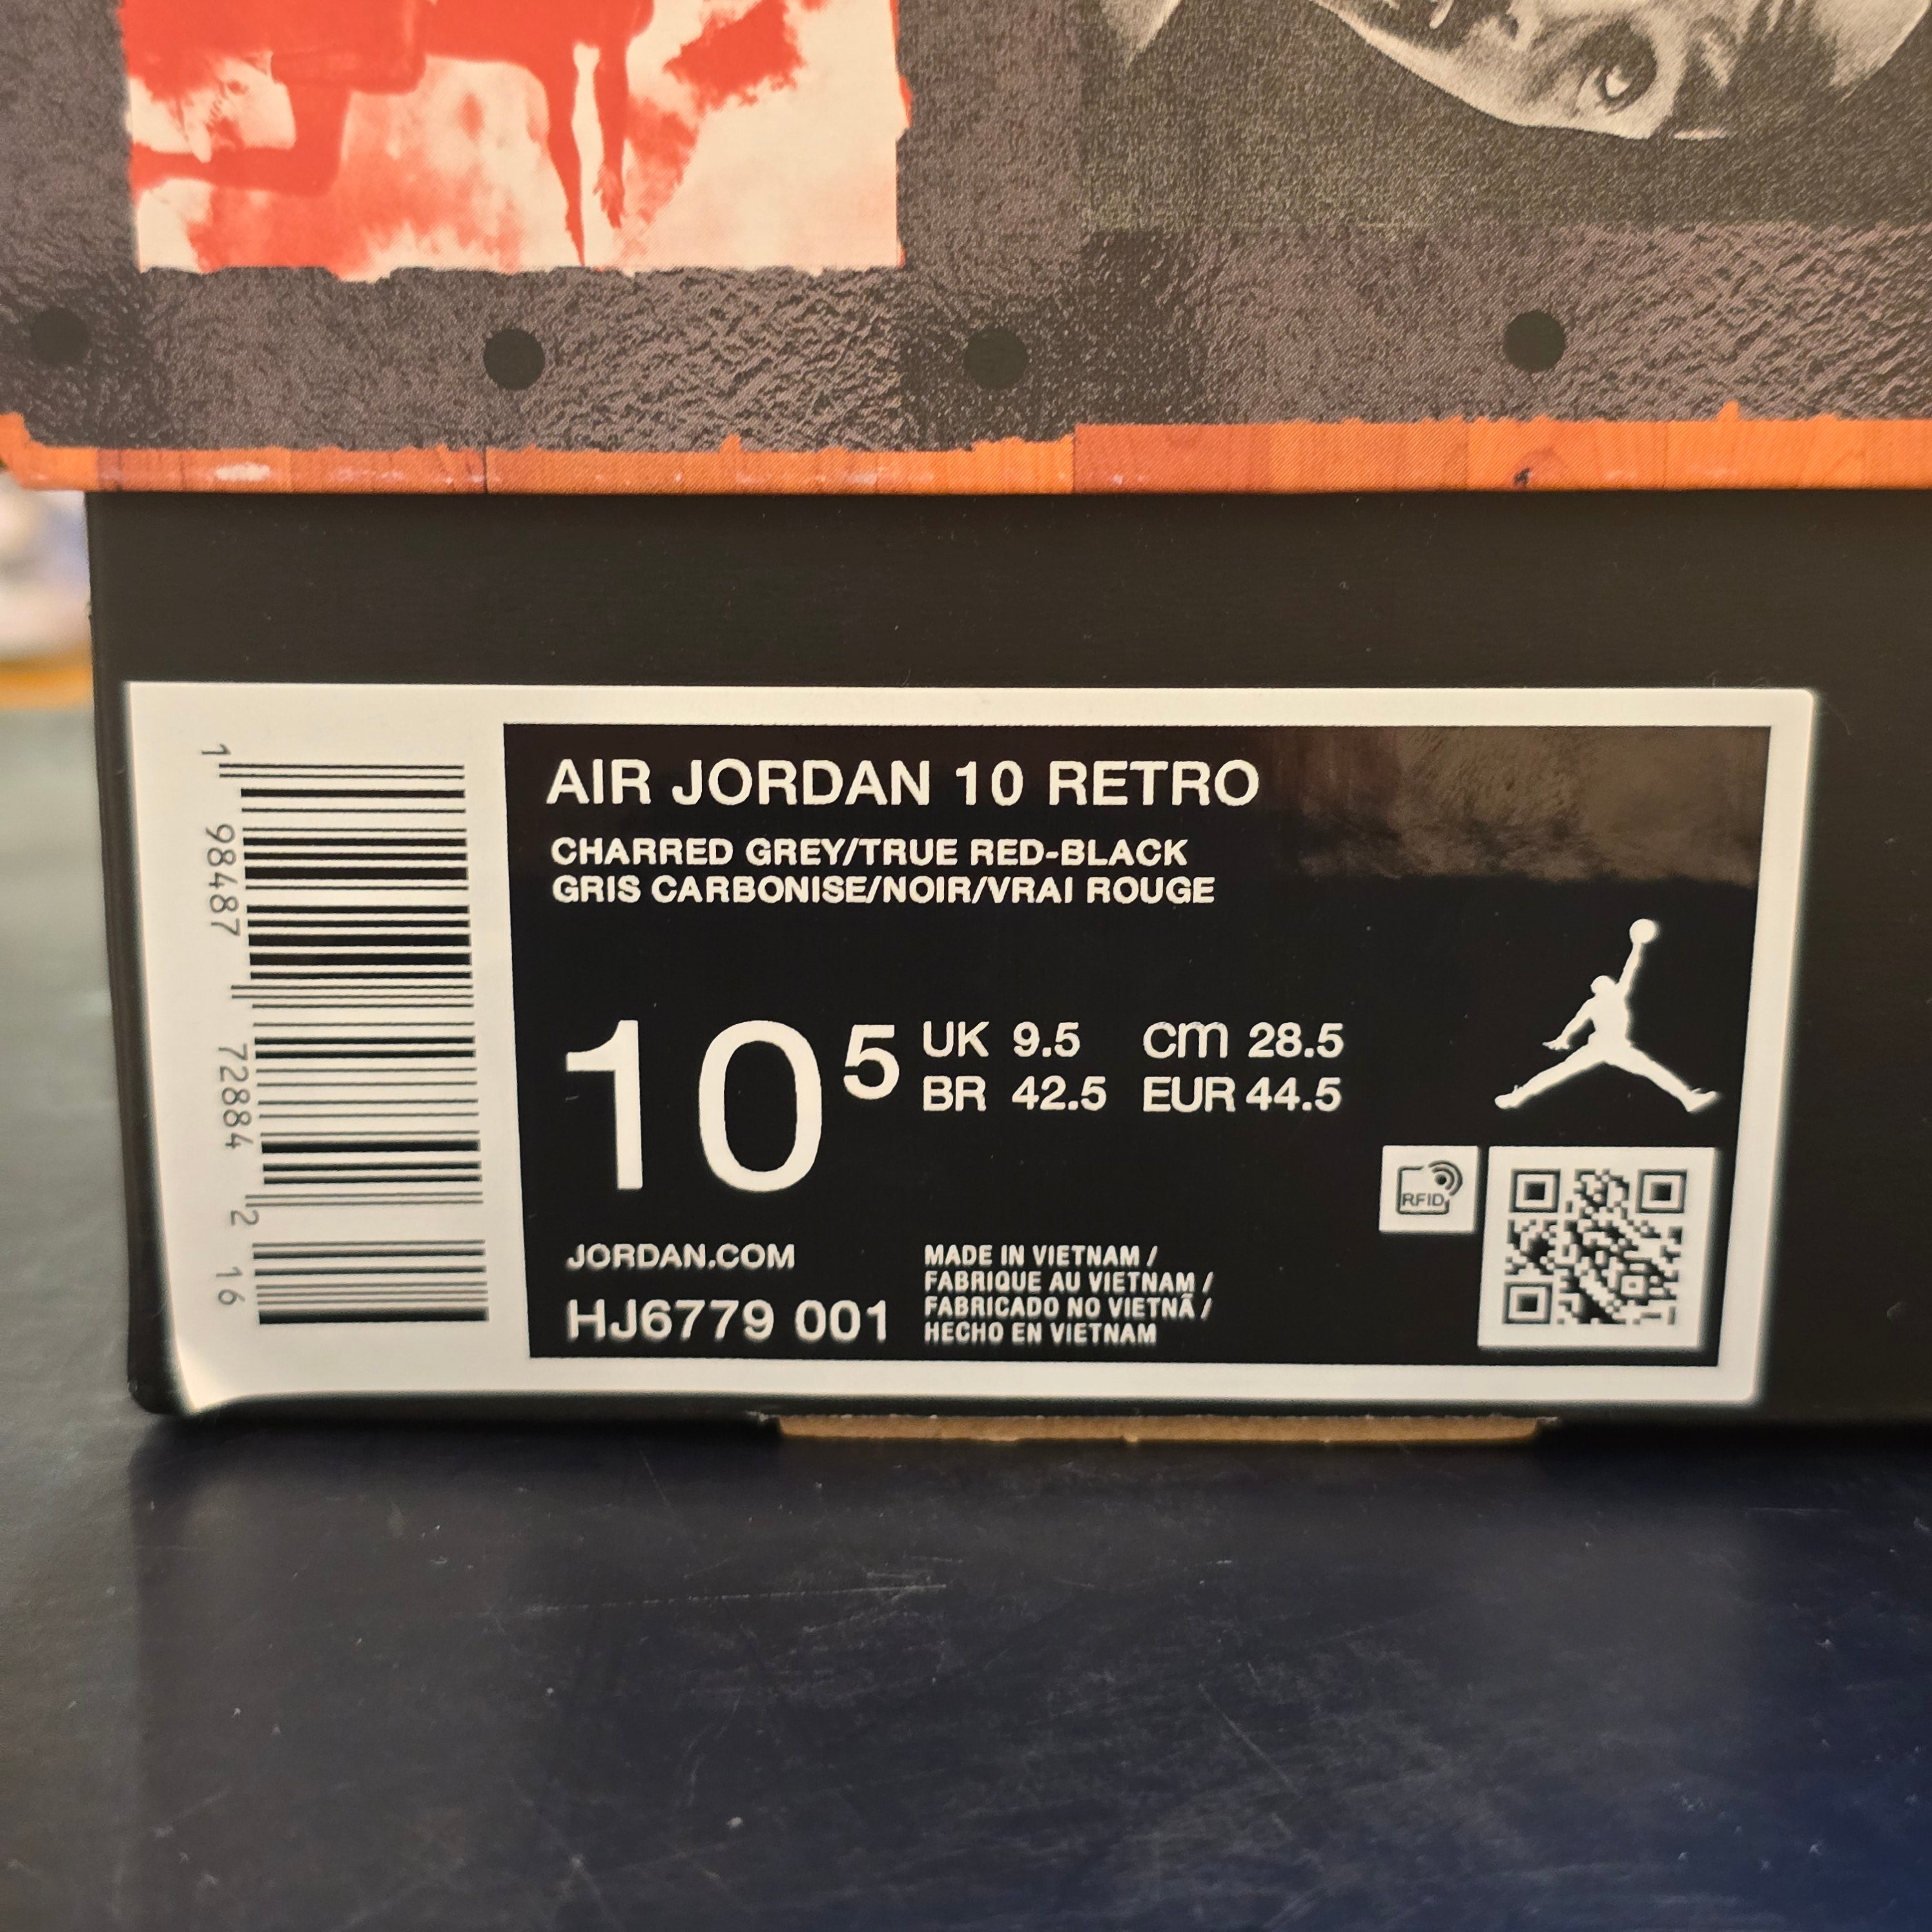 AIR JORDAN 10 RETRO
CHARRED GREY/TRUE RED-BLACK
GRIS CARBONISE/NOIR/VRAI ROUGE
10 5
UK 9.5 cm 28.5
BR 42.5 EUR 44.5
RFID
JORDAN.COM
HJ6779 001
MADE IN VIETNAM /
FABRIQUE AU VIETNAM /
FABRICADO NO VIETNÃ /
HECHO EN VIETNAM
1 98487 72884 2 16